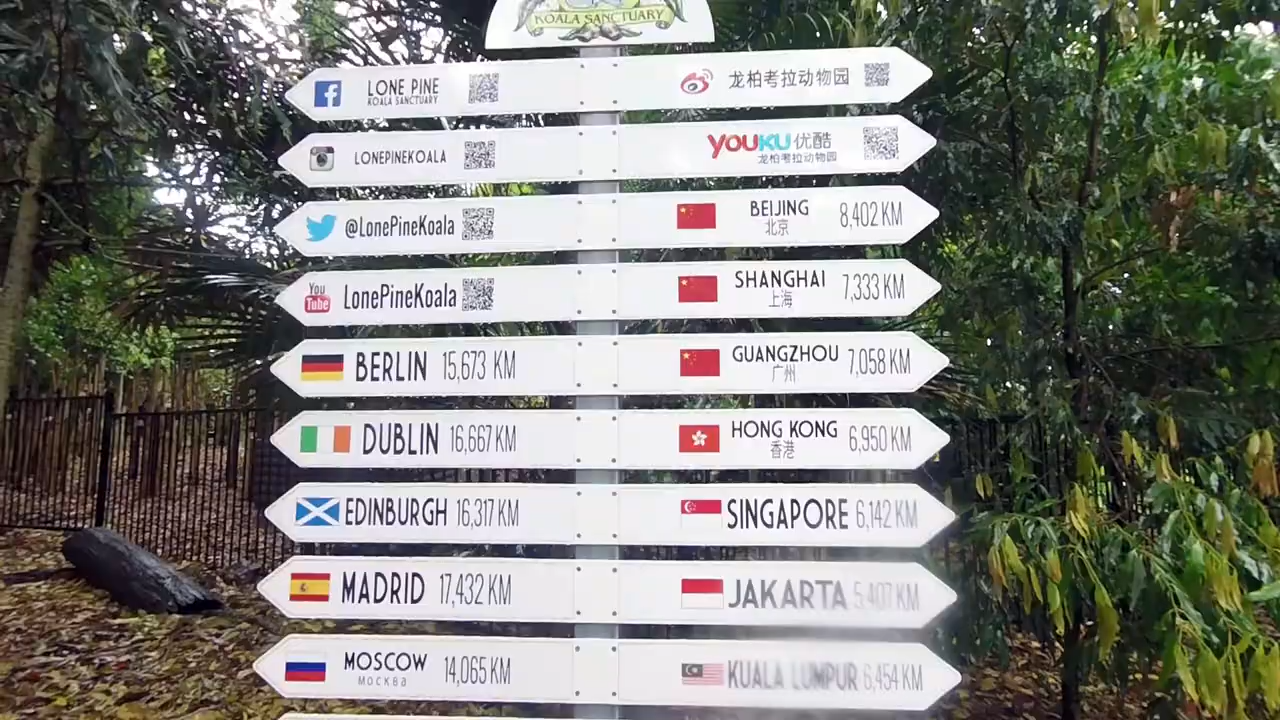 KOALA SANCTUARY
LONE PINE
KOALA SANCTUARY
龙柏考拉动物园
LONEPINEKOALA
YOUKU优酷
龙柏考拉动物园
@LonePineKoala
BEIJING 8,402 KM
北京
You
Tube
LonePineKoala
SHANGHAI 7,333 KM
上海
BERLIN 15,673 KM
GUANGZHOU 7,058 KM
广州
DUBLIN 16,667 KM
HONG KONG 6,950 KM
香港
EDINBURGH 16,317 KM
SINGAPORE 6,142 KM
MADRID 17,432 KM
JAKARTA 5,407 KM
MOSCOW 14,065 KM
Москва
KUALA LUMPUR 6,454 KM